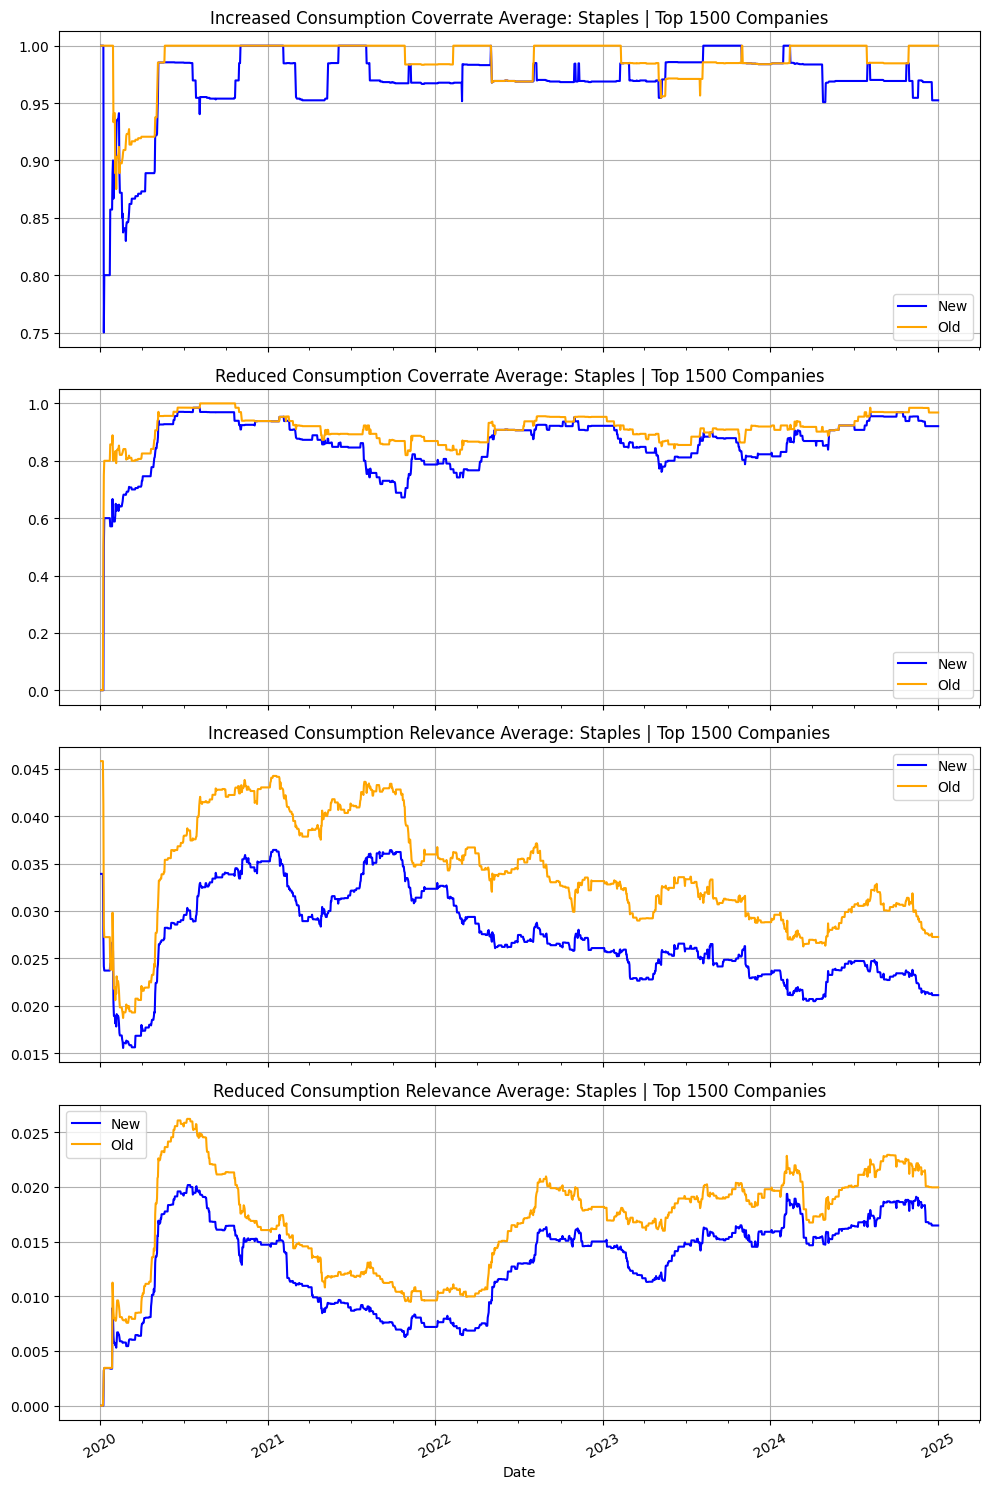 Increased Consumption Coverrate Average: Staples | Top 1500 Companies
1.00
0.95
0.90
0.85
0.80
0.75
New
Old
Reduced Consumption Coverrate Average: Staples | Top 1500 Companies
1.0
0.8
0.6
0.4
0.2
0.0
New
Old
Increased Consumption Relevance Average: Staples | Top 1500 Companies
0.045
0.040
0.035
0.030
0.025
0.020
0.015
New
Old
Reduced Consumption Relevance Average: Staples | Top 1500 Companies
0.025
0.020
0.015
0.010
0.005
0.000
New
Old
2020 2021 2022 2023 2024 2025
Date